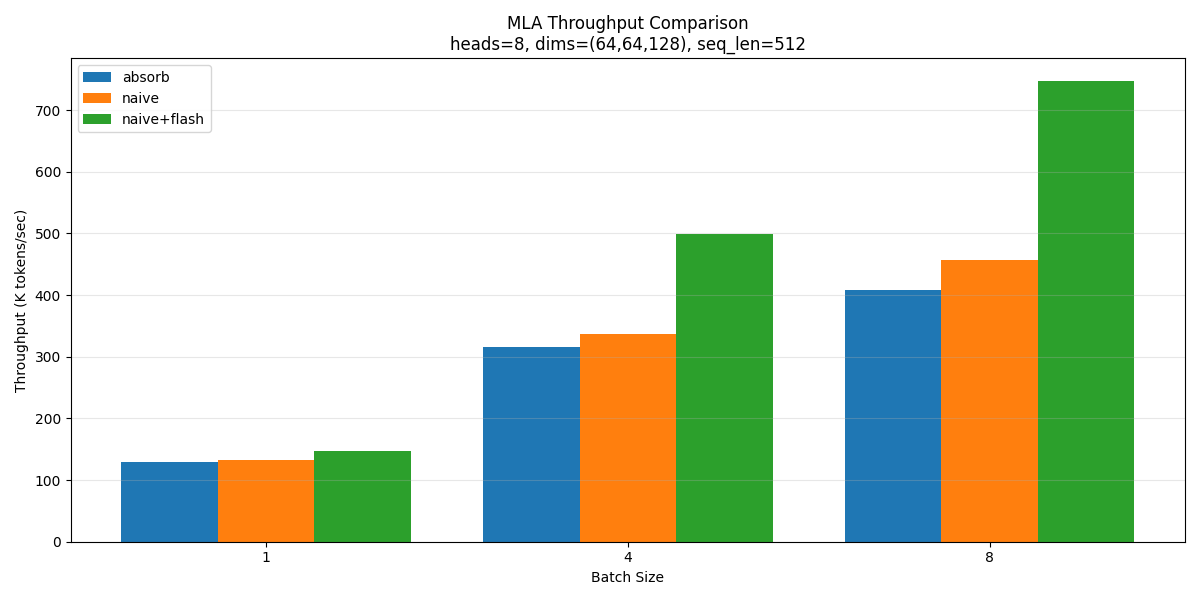 MLA Throughput Comparison
heads=8, dims=(64,64,128), seq_len=512
absorb
naive
naive+flash
Throughput (K tokens/sec)
700
600
500
400
300
200
100
0
1 4 8
Batch Size